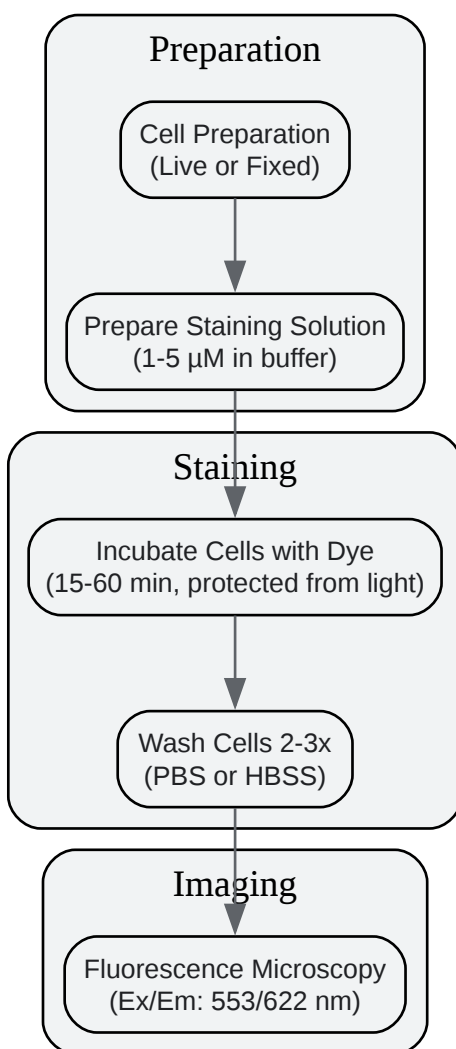 Preparation
Cell Preparation
(Live or Fixed)
Prepare Staining Solution
(1-5 µM in buffer)
Staining
Incubate Cells with Dye
(15-60 min, protected from light)
Wash Cells 2-3x
(PBS or HBSS)
Imaging
Fluorescence Microscopy
(Ex/Em: 553/622 nm)